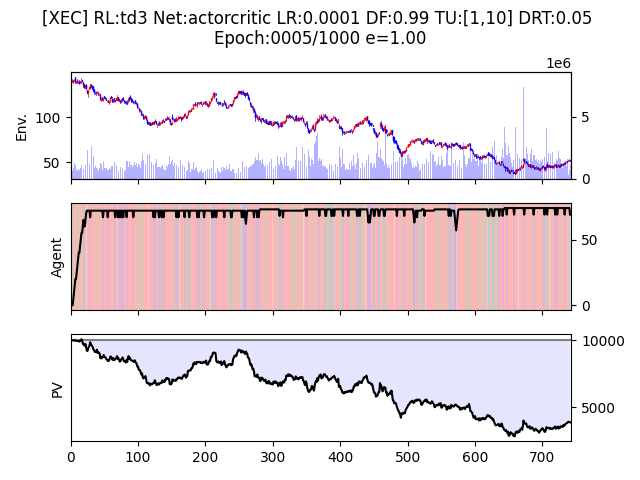 [XEC] RL:td3 Net:actorcritic LR:0.0001 DF:0.99 TU:[1,10] DRT:0.05
Epoch:0005/1000 e=1.00
1e6
Env.
100
50
5
0
Agent
50
0
PV
10000
5000
0 100 200 300 400 500 600 700